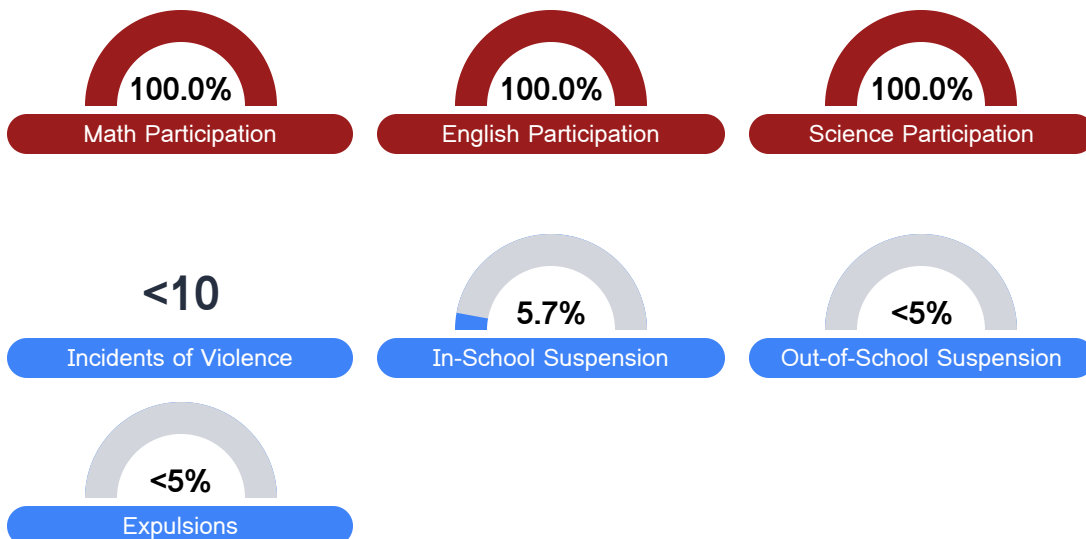 100.0%
100.0%
100.0%
Math Participation
English Participation
Science Participation
<10
5.7%
<5%
Incidents of Violence
In-School Suspension
Out-of-School Suspension
<5%
Expulsions